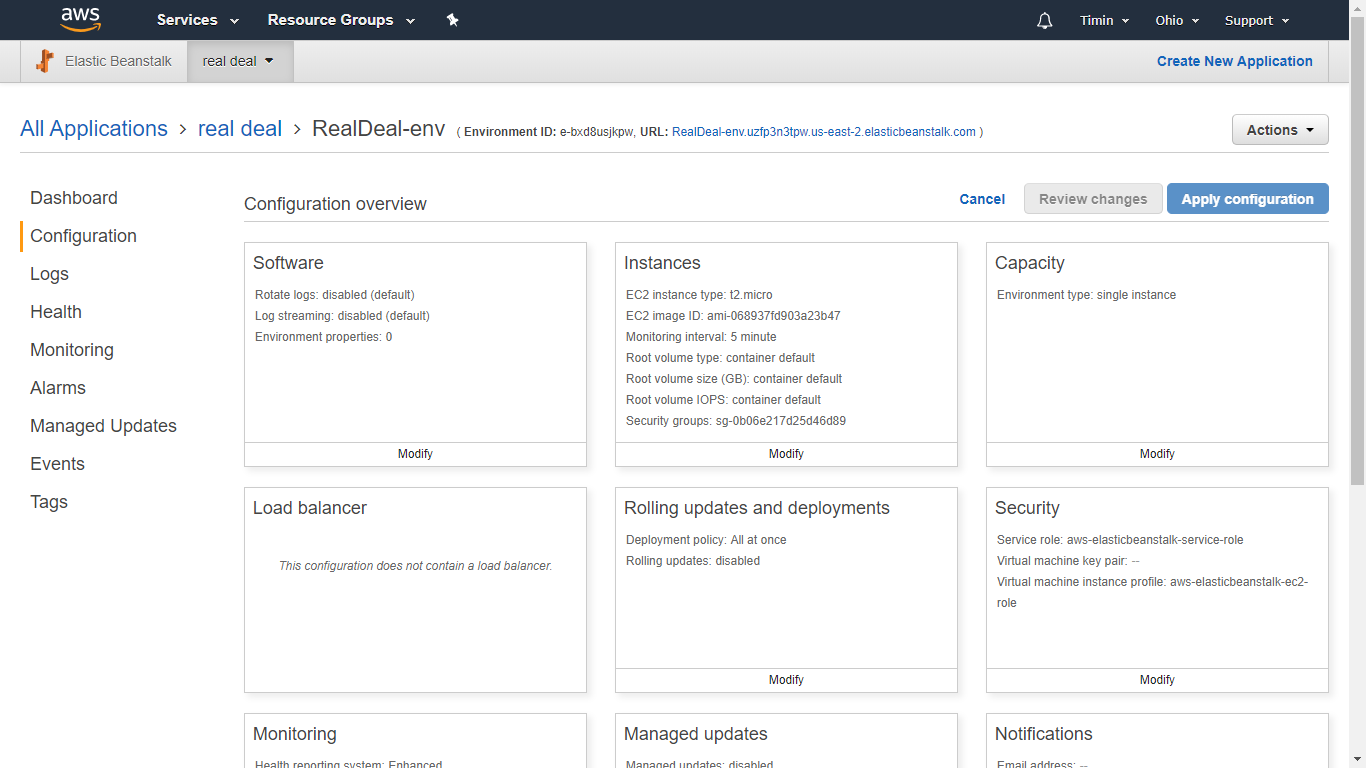 aws Services Resource Groups Timin Ohio Support
Elastic Beanstalk real deal Create New Application
All Applications > real deal > RealDeal-env ( Environment ID: e-bxd8usjkpw, URL: RealDeal-env.uzfp3n3tpw.us-east-2.elasticbeanstalk.com ) Actions
Dashboard
Configuration
Logs
Health
Monitoring
Alarms
Managed Updates
Events
Tags
Configuration overview Cancel Review changes Apply configuration
Software
Rotate logs: disabled (default)
Log streaming: disabled (default)
Environment properties: 0
Modify
Instances
EC2 instance type: t2.micro
EC2 image ID: ami-068937fd903a23b47
Monitoring interval: 5 minute
Root volume type: container default
Root volume size (GB): container default
Root volume IOPS: container default
Security groups: sg-0b06e217d25d46d89
Modify
Capacity
Environment type: single instance
Modify
Load balancer
This configuration does not contain a load balancer.
Rolling updates and deployments
Deployment policy: All at once
Rolling updates: disabled
Modify
Security
Service role: aws-elasticbeanstalk-service-role
Virtual machine key pair: --
Virtual machine instance profile: aws-elasticbeanstalk-ec2-
role
Modify
Monitoring
Health reporting system: Enhanced
Managed updates
Managed updates: disabled
Notifications
Email address: --